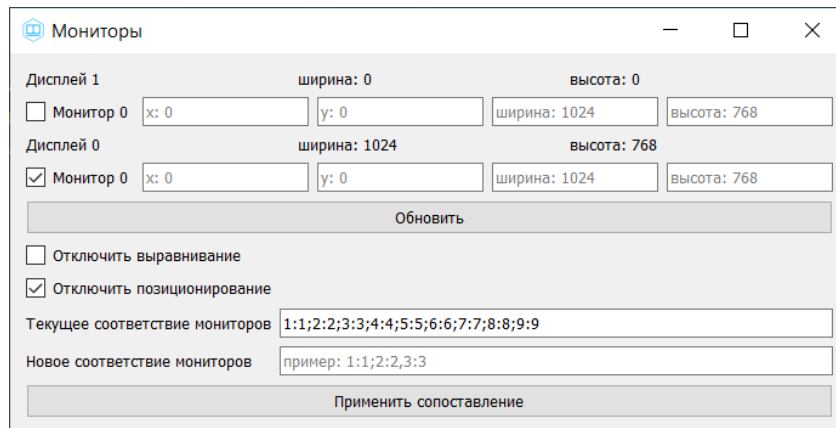 Мониторы
Дисплей 1 ширина: 0 высота: 0
Монитор 0 x: 0 y: 0 ширина: 1024 высота: 768
Дисплей 0 ширина: 1024 высота: 768
Монитор 0 x: 0 y: 0 ширина: 1024 высота: 768
Обновить
Отключить выравнивание
Отключить позиционирование
Текущее соответствие мониторов 1:1;2:2;3:3;4:4;5:5;6:6;7:7;8:8;9:9
Новое соответствие мониторов пример: 1:1;2:2,3:3
Применить сопоставление